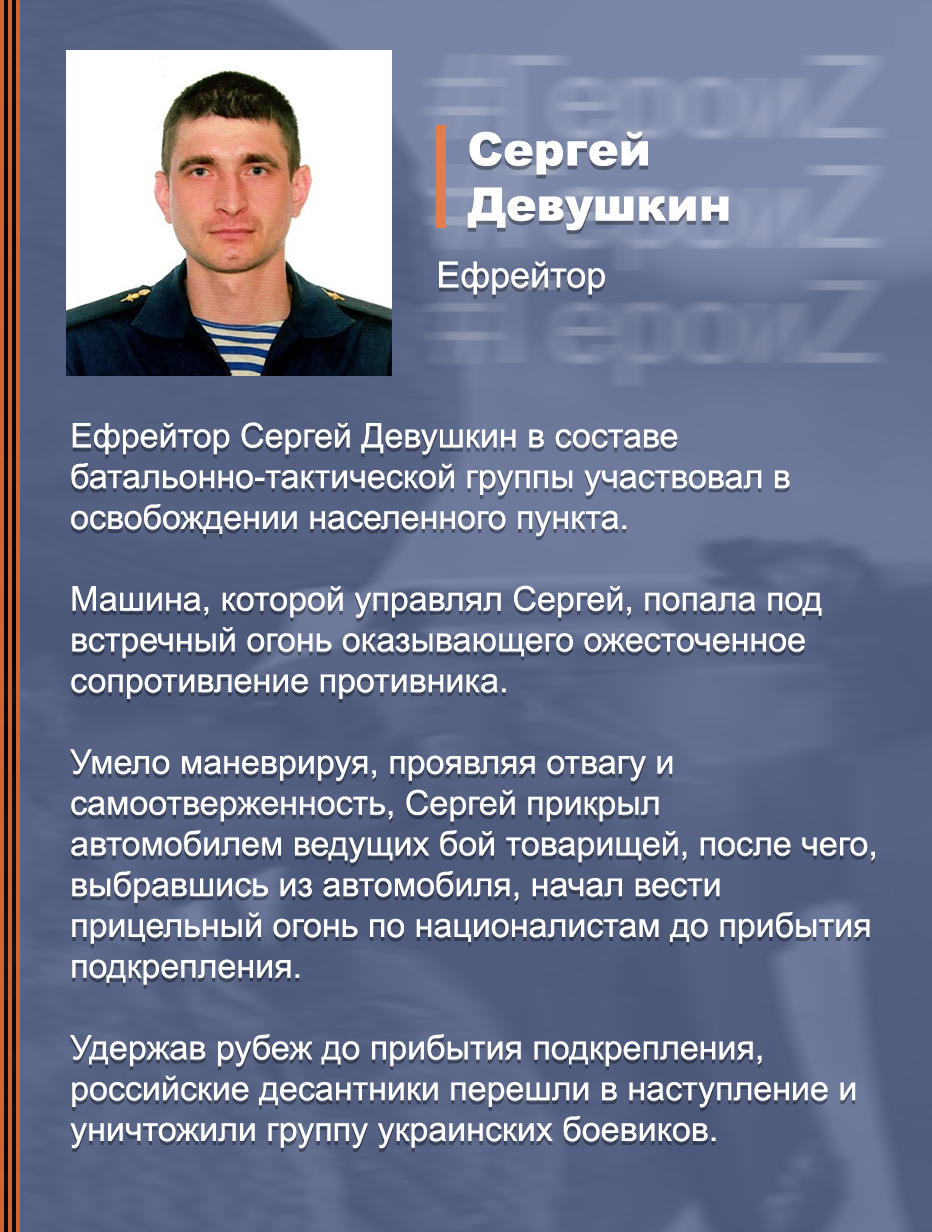 #ГероиZ
Сергей
#ГероиZ
Девушкин
Ефрейтор
#ГероиZ
Ефрейтор Сергей Девушкин в составе
батальонно-тактической группы участвовал в
освобождении населенного пункта.
Машина, которой управлял Сергей, попала под
встречный огонь оказывающего ожесточенное
сопротивление противника.
Умело маневрируя, проявляя отвагу и
самоотверженность, Сергей прикрыл
автомобилем ведущих бой товарищей, после чего,
выбравшись из автомобиля, начал вести
прицельный огонь по националистам до прибытия
подкрепления.
Удержав рубеж до прибытия подкрепления,
российские десантники перешли в наступление и
уничтожили группу украинских боевиков.